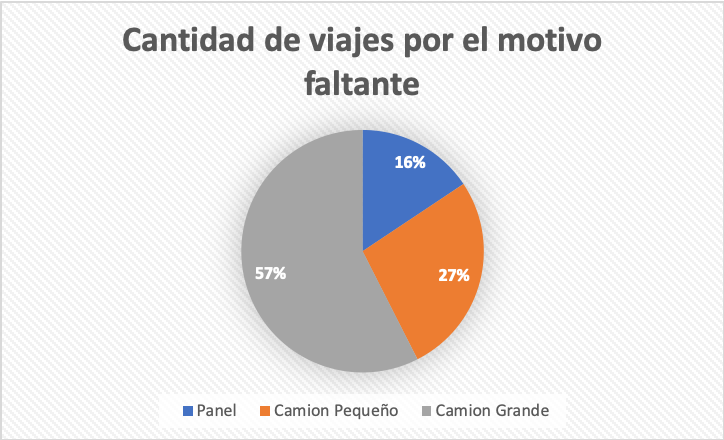 Cantidad de viajes por el motivo
faltante
16%
27%
57%
Panel Camion Pequeño Camion Grande